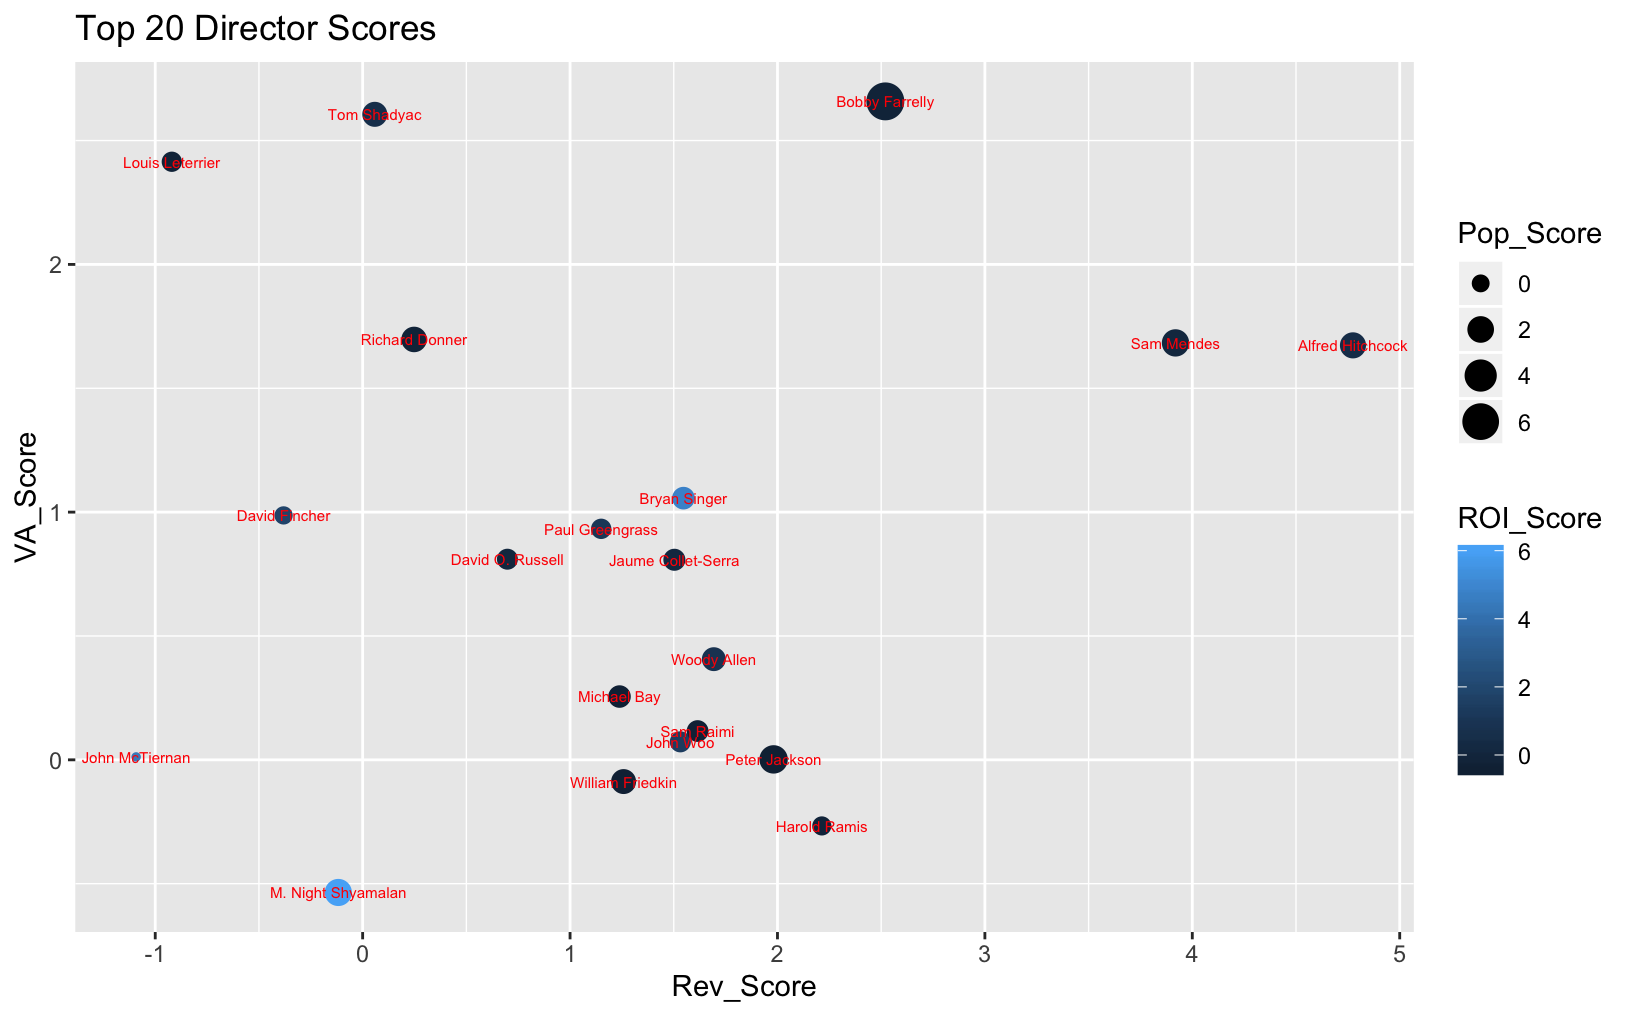 Top 20 Director Scores
Bobby Farrelly
Tom Shadyac
Louis Leterrier
Richard Donner
Sam Mendes
Alfred Hitchcock
Bryan Singer
David Fincher
Paul Greengrass
David O. Russell
Jaume Collet-Serra
Woody Allen
Michael Bay
Sam Raimi
John Woo
John McTiernan
Peter Jackson
William Friedkin
Harold Ramis
M. Night Shyamalan
2
1
0
VA_Score
-1 0 1 2 3 4 5
Rev_Score
Pop_Score
0
2
4
6
ROI_Score
6
4
2
0